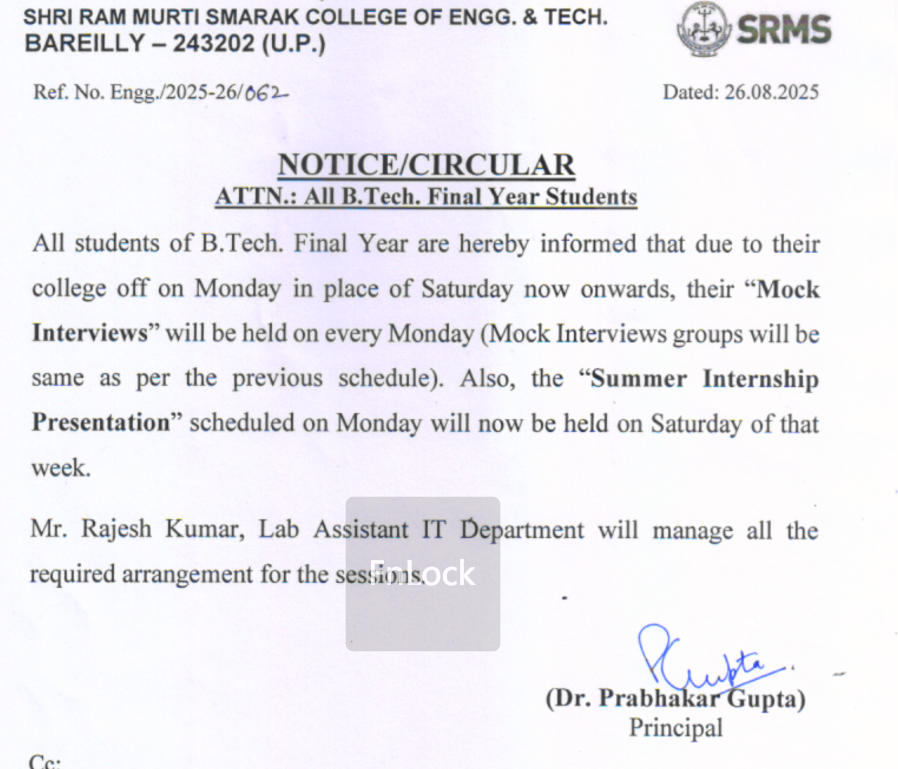 SHRI RAM MURTI SMARAK COLLEGE OF ENGG. & TECH.
BAREILLY – 243202 (U.P.)
SRMS
Ref. No. Engg./2025-26/062
Dated: 26.08.2025
NOTICE/CIRCULAR
ATTN.: All B.Tech. Final Year Students
All students of B.Tech. Final Year are hereby informed that due to their
college off on Monday in place of Saturday now onwards, their “Mock
Interviews” will be held on every Monday (Mock Interviews groups will be
same as per the previous schedule). Also, the “Summer Internship
Presentation” scheduled on Monday will now be held on Saturday of that
week.
Mr. Rajesh Kumar, Lab Assistant IT Department will manage all the
required arrangement for the sessions.
FnLock
PGupta
(Dr. Prabhakar Gupta)
Principal
Cc: